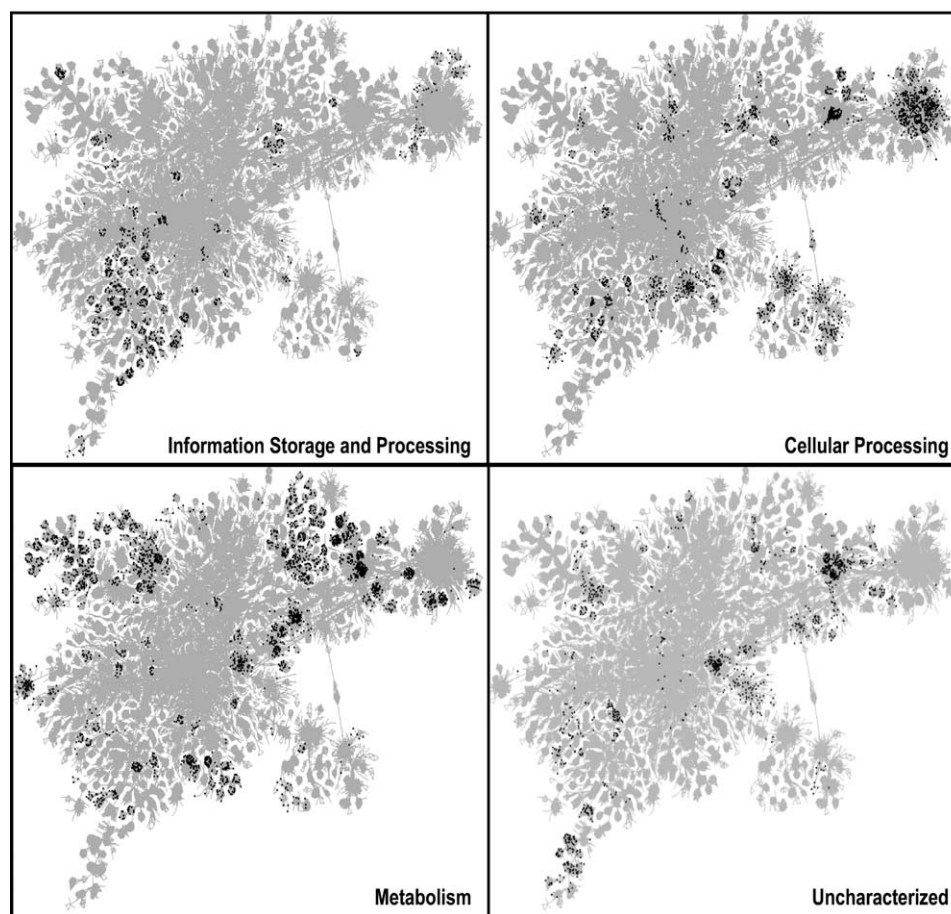 Information Storage and Processing
Cellular Processing
Metabolism
Uncharacterized